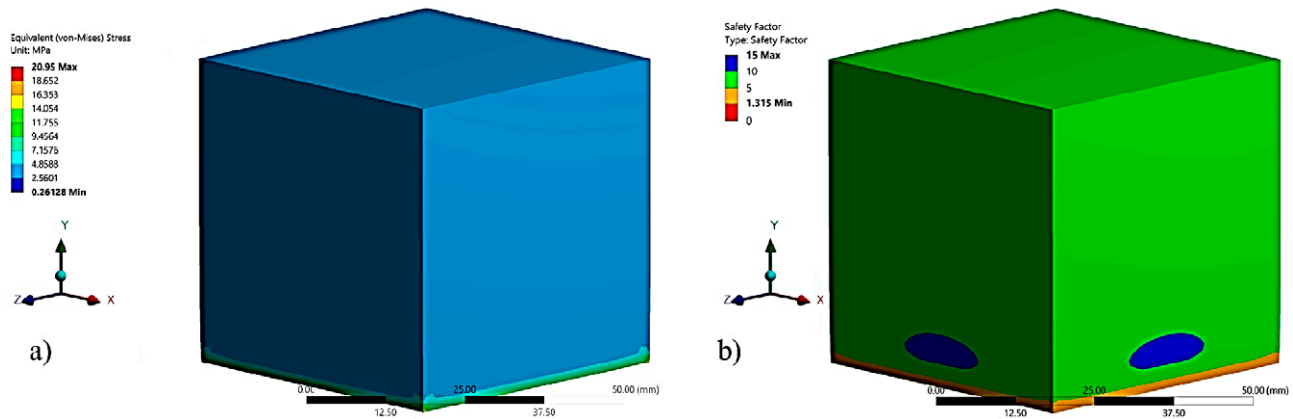 Equivalent (von-Mises) Stress
Unit: MPa
20.95 Max
18.652
16.353
14.054
11.755
9.4564
7.1575
4.8588
2.5601
0.26128 Min
Y
Z
X
a)
0.00
25.00
50.00 (mm)
12.50
37.50
Safety Factor
Type: Safety Factor
15 Max
10
5
1.315 Min
0
Y
Z
X
b)
0.00
25.00
50.00 (mm)
12.50
37.50